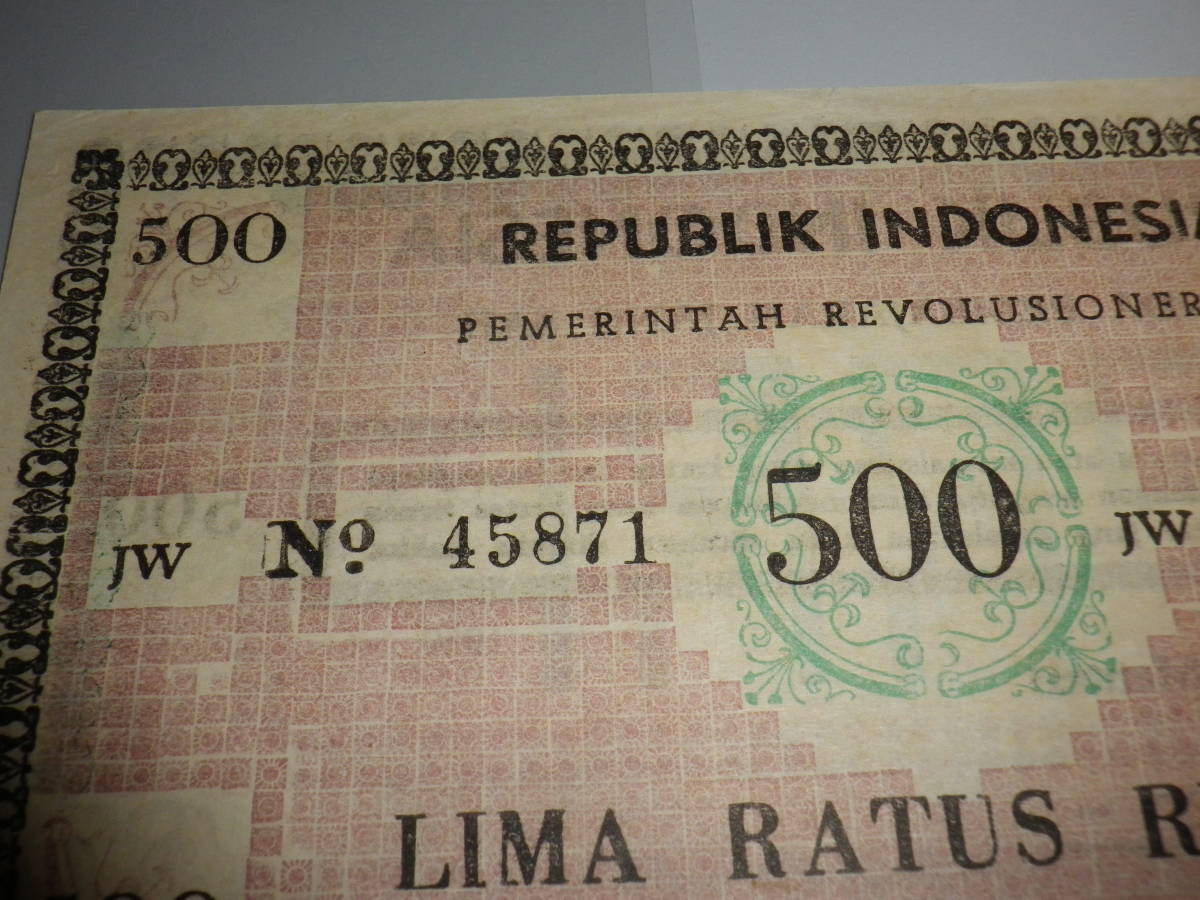 500
REPUBLIK INDONESIA
PEMERINTAH REVOLUSIONER
JW No. 45871 500 JW
LIMA RATUS R